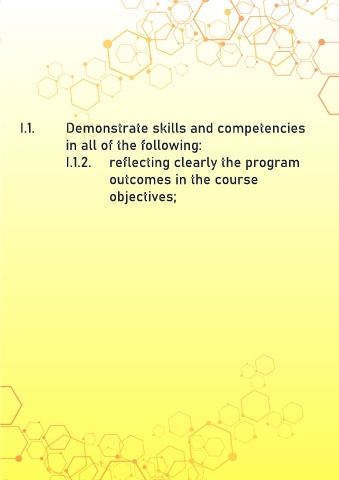 I.1. Demonstrate skills and competencies
in all of the following:
I.1.2. reflecting clearly the program
outcomes in the course
objectives;